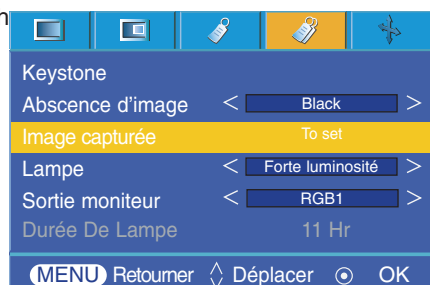 n
Keystone
Abscence d'image < Black >
Image capturée To set
Lampe < Forte luminosité >
Sortie moniteur < RGB1 >
Durée De Lampe 11 Hr
MENU Retourner Déplacer OK